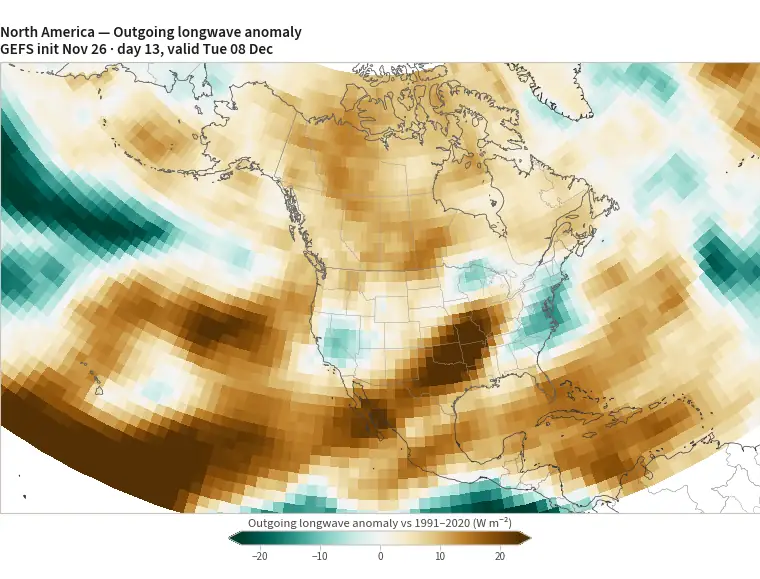 North America — Outgoing longwave anomaly
GEFS init Nov 26 · day 13, valid Tue 08 Dec
Outgoing longwave anomaly vs 1991–2020 (W m⁻²)
−20 −10 0 10 20